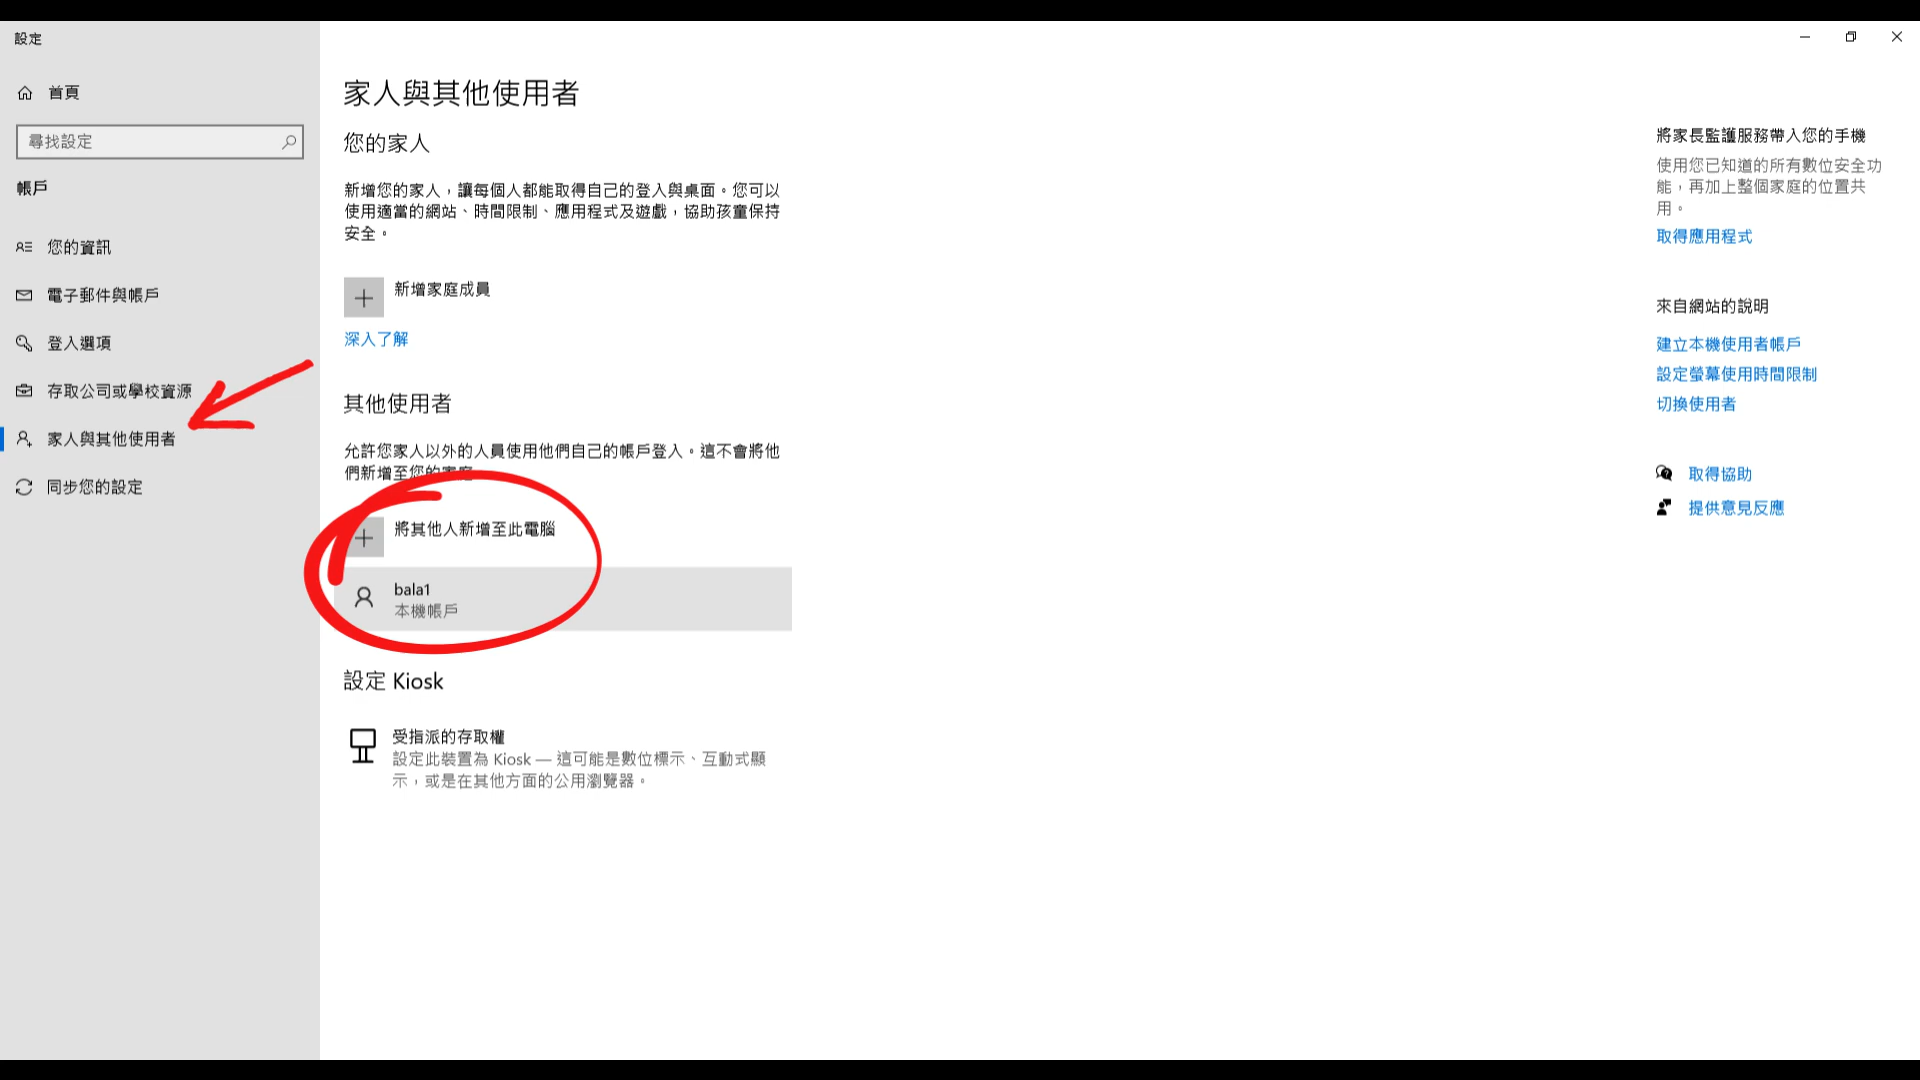 設定
首頁
尋找設定
帳戶
您的資訊
電子郵件與帳戶
登入選項
存取公司或學校資源
家人與其他使用者
同步您的設定
家人與其他使用者
您的家人
新增您的家人，讓每個人都能取得自己的登入與桌面。您可以
使用適當的網站、時間限制、應用程式及遊戲，協助孩童保持
安全。
新增家庭成員
深入了解
其他使用者
允許您家人以外的人員使用他們自己的帳戶登入。這不會將他
們新增至您的家庭
將其他人新增至此電腦
bala1
本機帳戶
設定 Kiosk
受指派的存取權
設定此裝置為 Kiosk — 這可能是數位標示、互動式顯
示，或是在其他方面的公用瀏覽器。
將家長監護服務帶入您的手機
使用您已知道的所有數位安全功
能，再加上整個家庭的位置共
用。
取得應用程式
來自網站的說明
建立本機使用者帳戶
設定螢幕使用時間限制
切換使用者
取得協助
提供意見反應